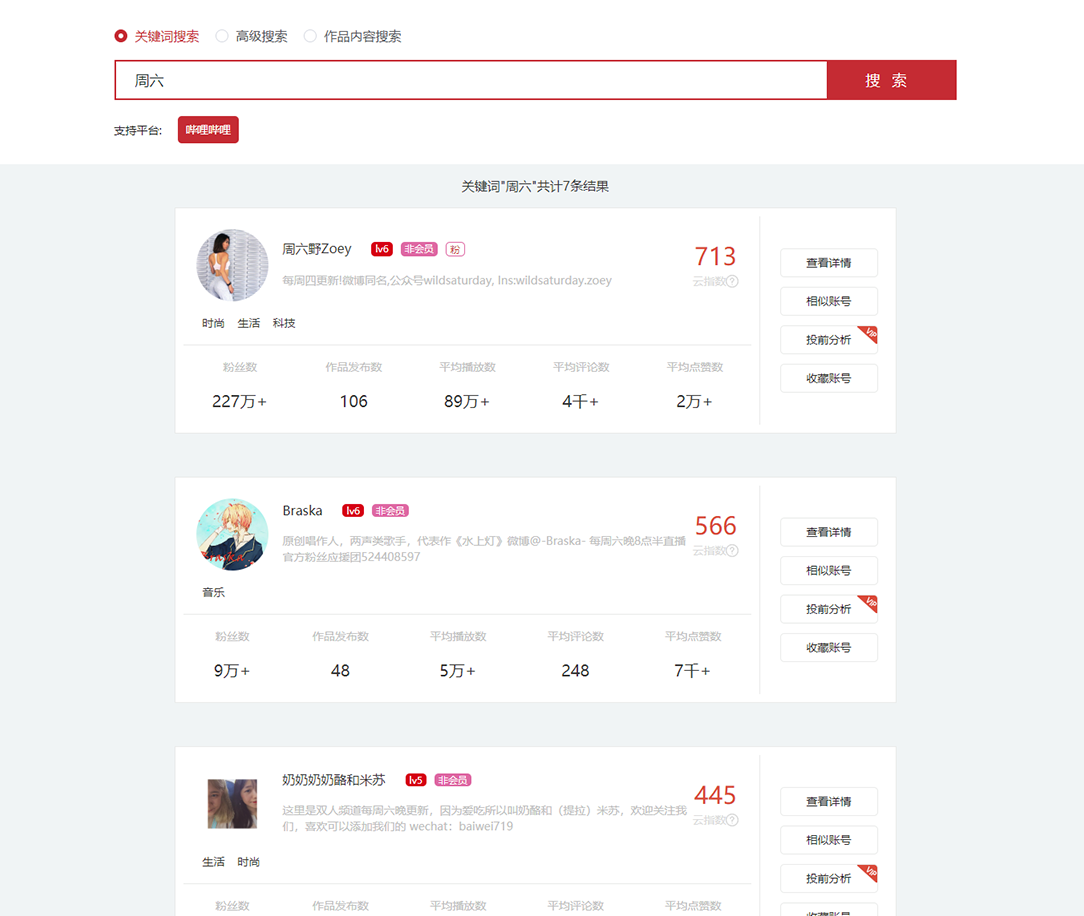 关键词搜索 高级搜索 作品内容搜索
周六 搜 索
支持平台: 哔哩哔哩
关键词"周六"共计7条结果
周六野Zoey lv6 非会员 粉
每周四更新!微博同名,公众号wildsaturday, Ins:wildsaturday.zoey
713
云指数?
时尚 生活 科技
粉丝数 作品发布数 平均播放数 平均评论数 平均点赞数
227万+ 106 89万+ 4千+ 2万+
查看详情
相似账号
投前分析 VIP
收藏账号
Braska lv6 非会员
原创唱作人，两声类歌手，代表作《水上灯》微博@-Braska- 每周六晚8点半直播
官方粉丝应援团524408597
566
云指数?
音乐
粉丝数 作品发布数 平均播放数 平均评论数 平均点赞数
9万+ 48 5万+ 248 7千+
查看详情
相似账号
投前分析 VIP
收藏账号
奶奶奶奶酪和米苏 lv5 非会员
这里是双人频道每周六晚更新，因为爱吃所以叫奶酪和（提拉）米苏，欢迎关注我
们，喜欢可以添加我们的 wechat：baiwei719
445
云指数?
生活 时尚
粉丝数 作品发布数 平均播放数 平均评论数 平均点赞数
查看详情
相似账号
投前分析 VIP
收藏账号